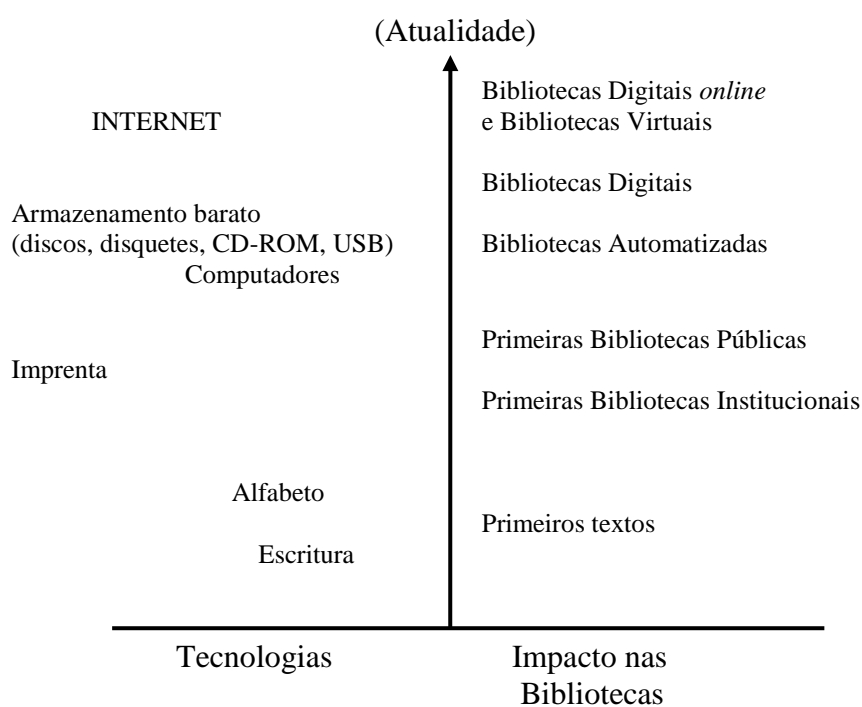 (Atualidade)
Bibliotecas Digitais online
INTERNET
e Bibliotecas Virtuais
Bibliotecas Digitais
Armazenamento barato
(discos, disquetes, CD-ROM, USB)
Bibliotecas Automatizadas
Computadores
Primeiras Bibliotecas Públicas
Imprenta
Primeiras Bibliotecas Institucionais
Alfabeto
Primeiros textos
Escritura
Tecnologias
Impacto nas
Bibliotecas